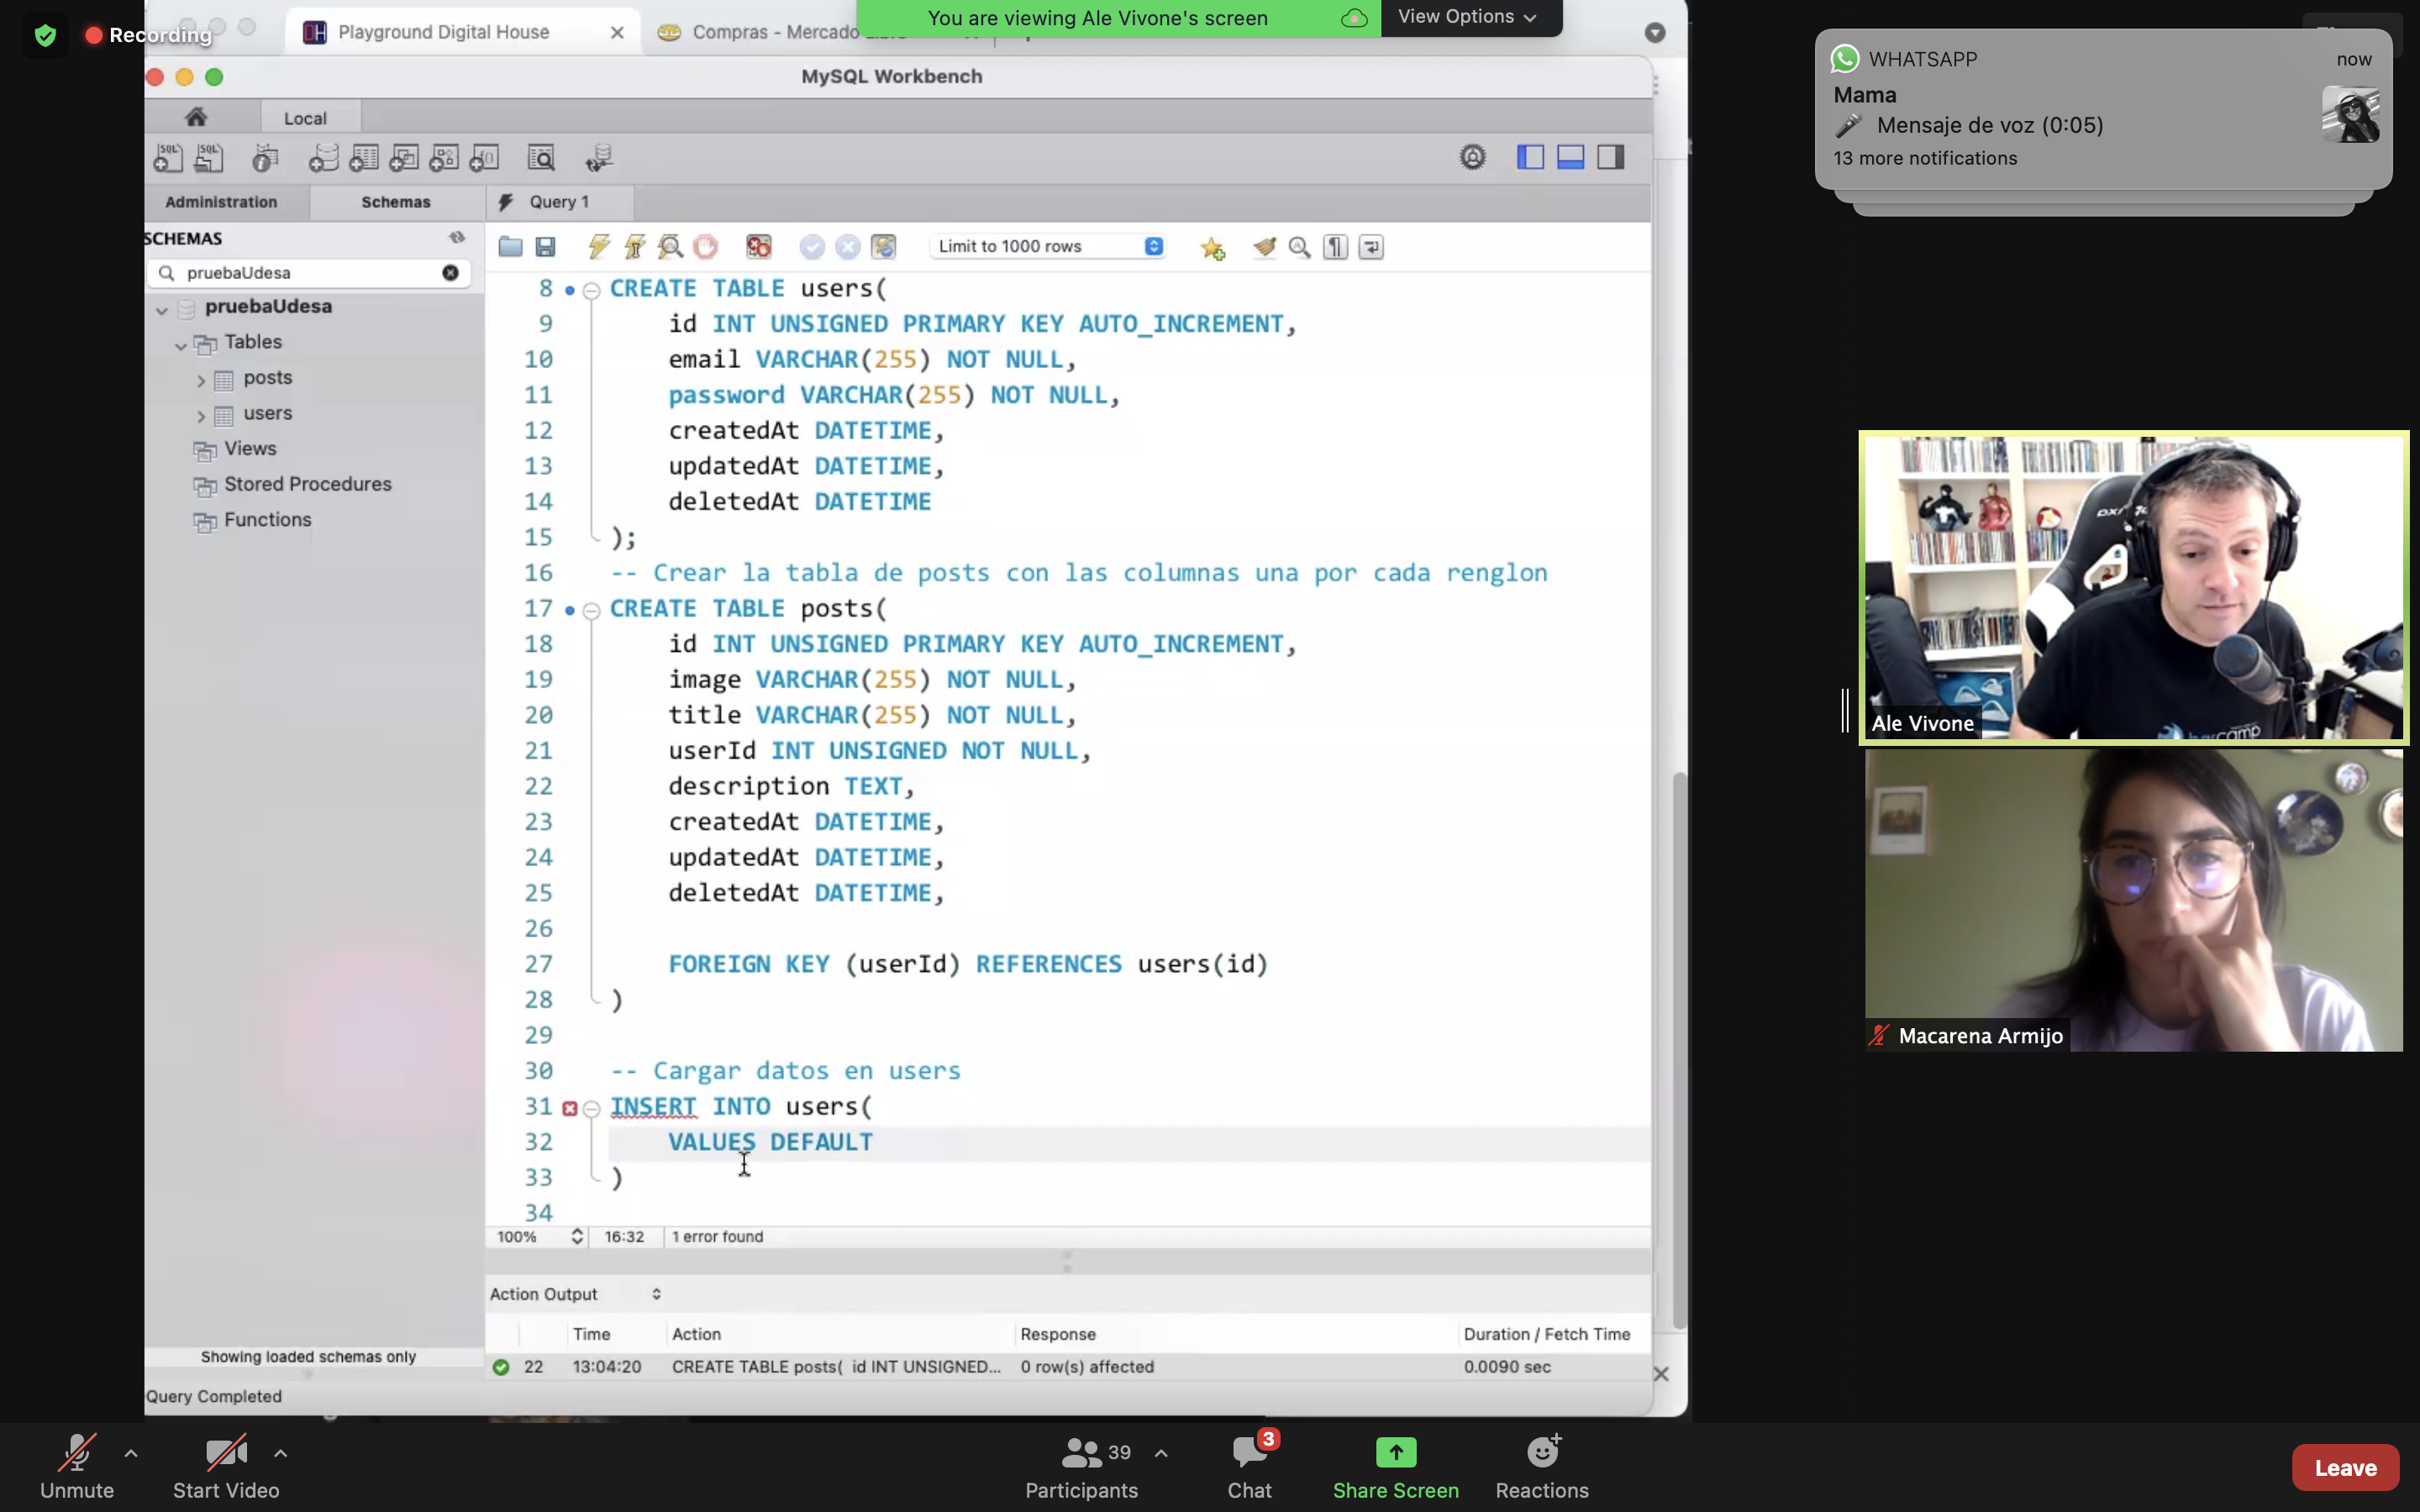 Recording
Playground Digital House
Compras - Mercado
You are viewing Ale Vivone's screen
View Options
WHATSAPP
now
Mama
Mensaje de voz (0:05)
13 more notifications
MySQL Workbench
Local
Administration
Schemas
Query 1
SCHEMAS
pruebaUdesa
Limit to 1000 rows
pruebaUdesa
Tables
posts
users
Views
Stored Procedures
Functions
8 CREATE TABLE users(
9 id INT UNSIGNED PRIMARY KEY AUTO_INCREMENT,
10 email VARCHAR(255) NOT NULL,
11 password VARCHAR(255) NOT NULL,
12 createdAt DATETIME,
13 updatedAt DATETIME,
14 deletedAt DATETIME
15 );
16 -- Crear la tabla de posts con las columnas una por cada renglon
17 CREATE TABLE posts(
18 id INT UNSIGNED PRIMARY KEY AUTO_INCREMENT,
19 image VARCHAR(255) NOT NULL,
20 title VARCHAR(255) NOT NULL,
21 userId INT UNSIGNED NOT NULL,
22 description TEXT,
23 createdAt DATETIME,
24 updatedAt DATETIME,
25 deletedAt DATETIME,
26
27 FOREIGN KEY (userId) REFERENCES users(id)
28 )
29
30 -- Cargar datos en users
31 INSERT INTO users(
32 VALUES DEFAULT
33 )
34
100% 16:32 1 error found
Action Output
Time Action Response Duration / Fetch Time
22 13:04:20 CREATE TABLE posts( id INT UNSIGNED... 0 row(s) affected 0.0090 sec
Showing loaded schemas only
Query Completed
Ale Vivone
Macarena Armijo
Unmute
Start Video
39
Participants
3
Chat
Share Screen
Reactions
Leave